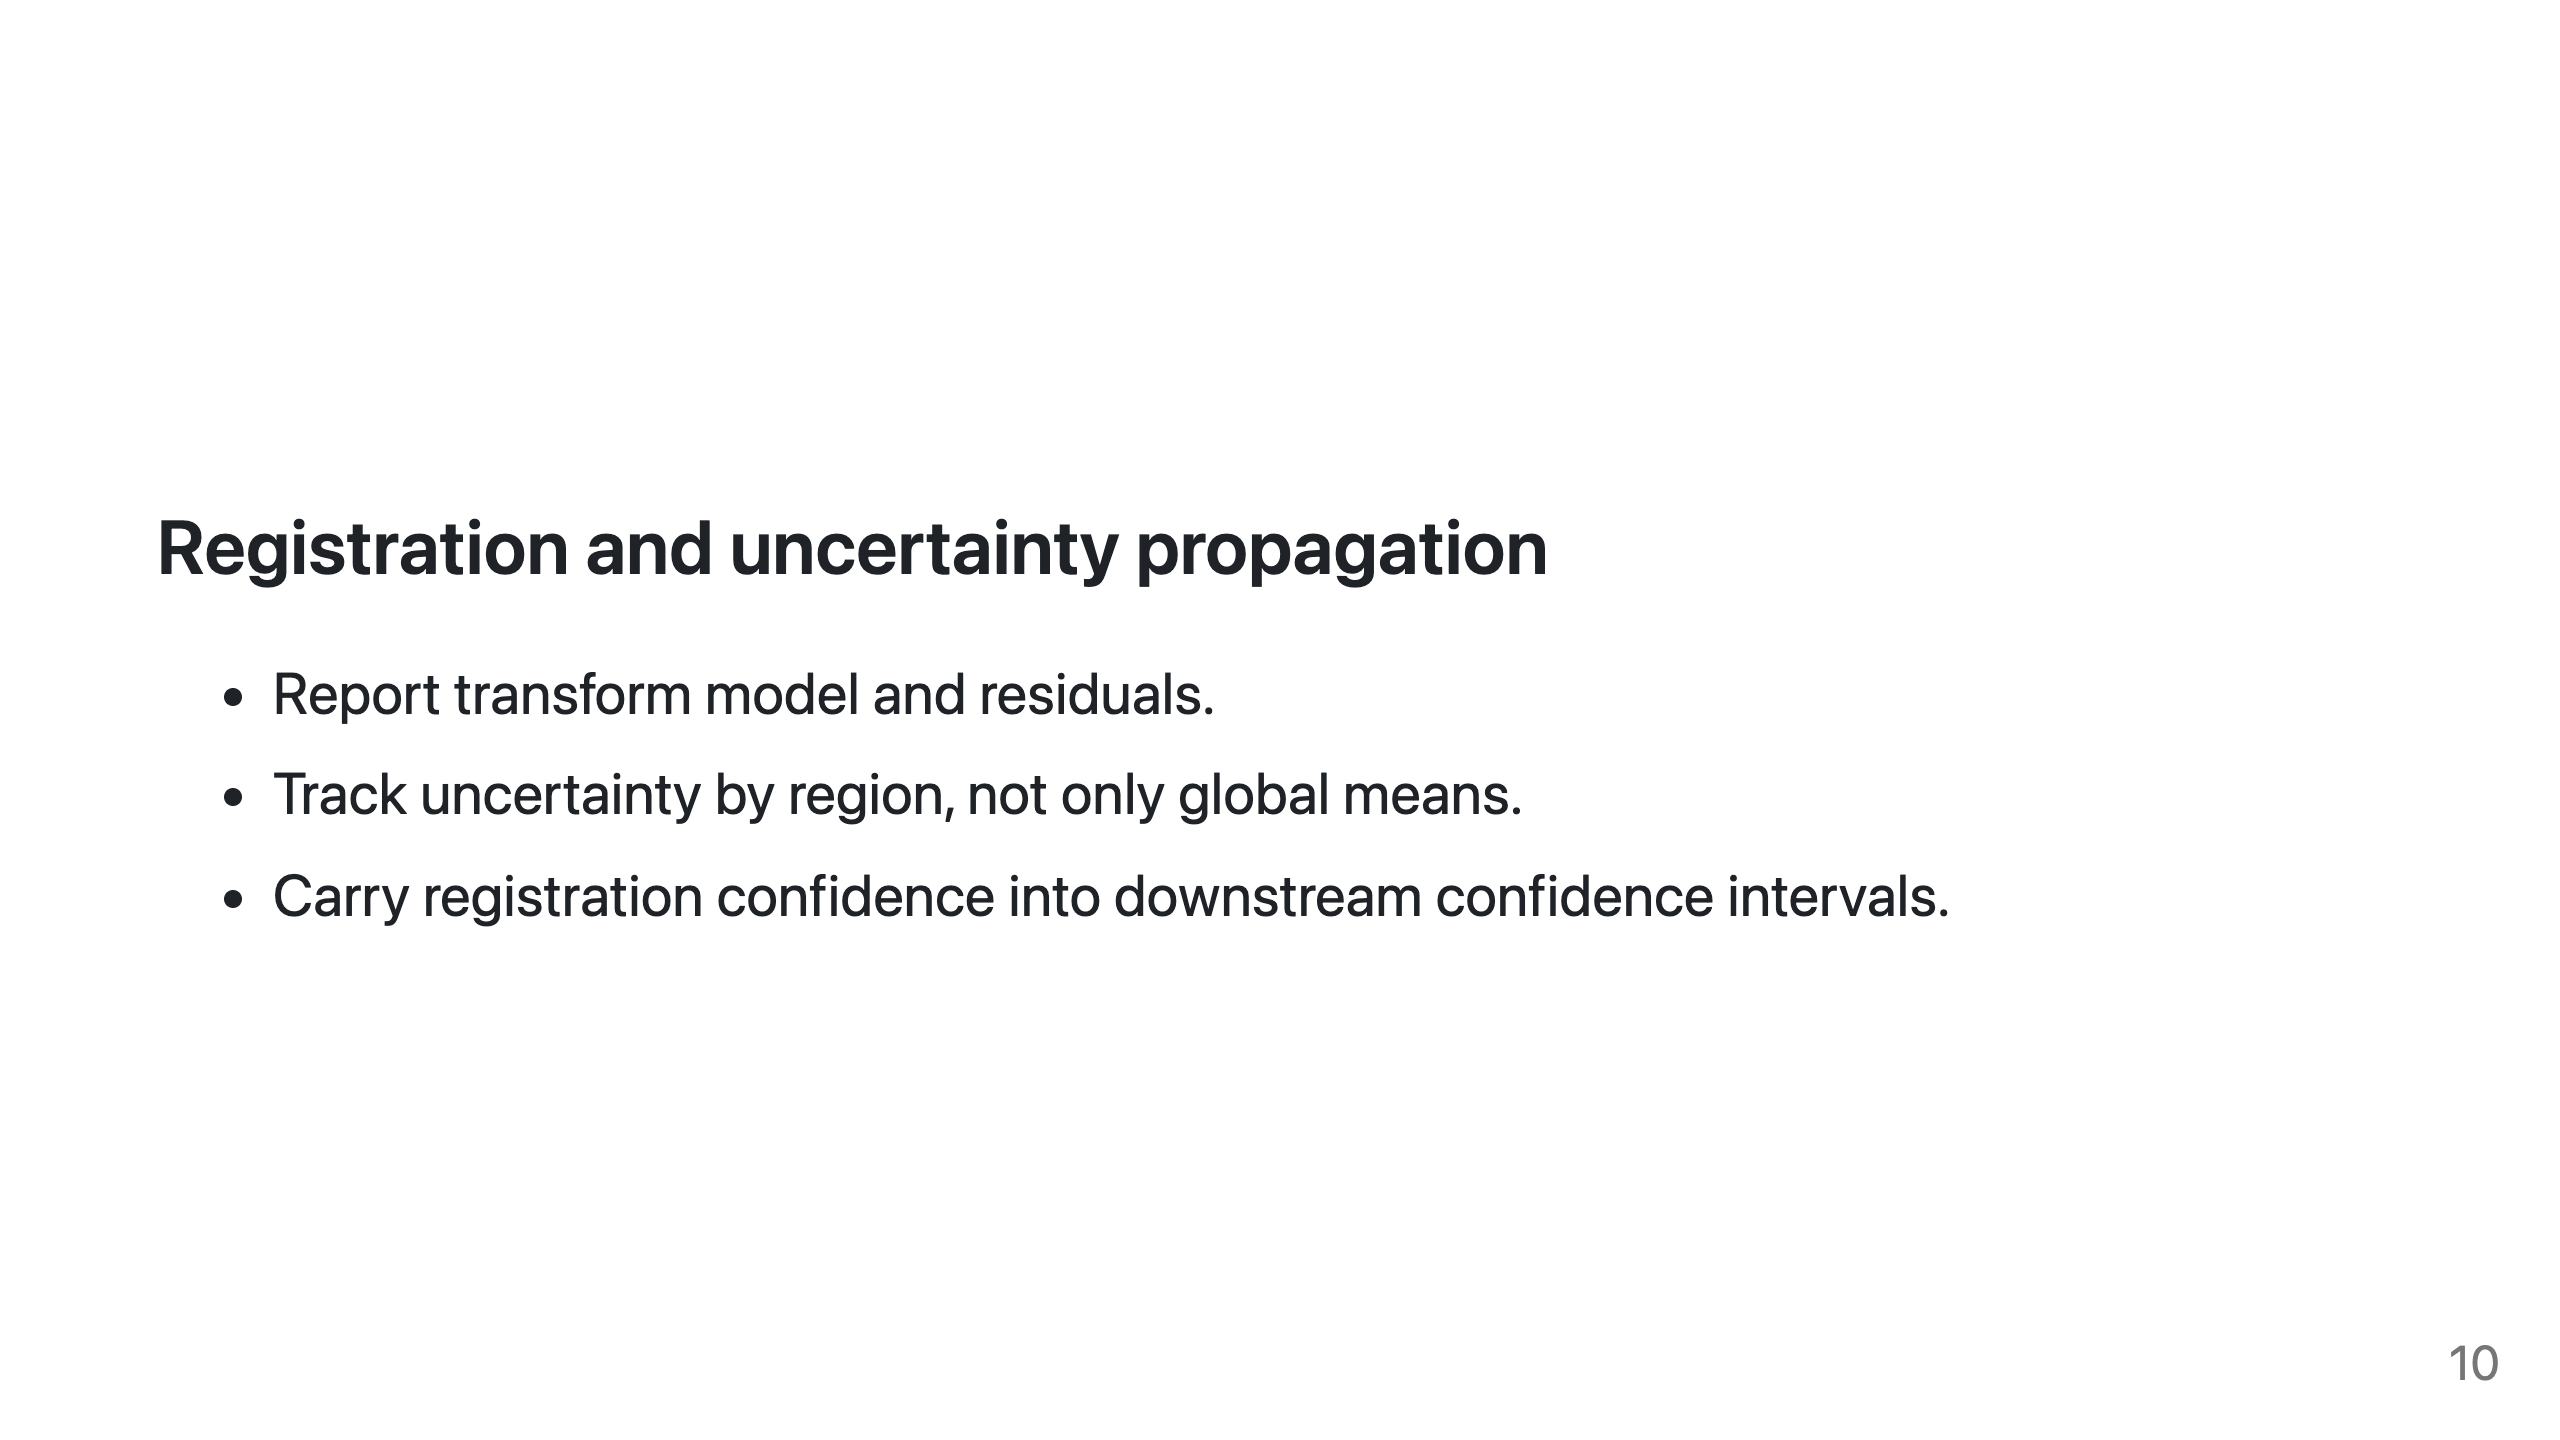 Registration and uncertainty propagation
• Report transform model and residuals.
• Track uncertainty by region, not only global means.
• Carry registration confidence into downstream confidence intervals.
10